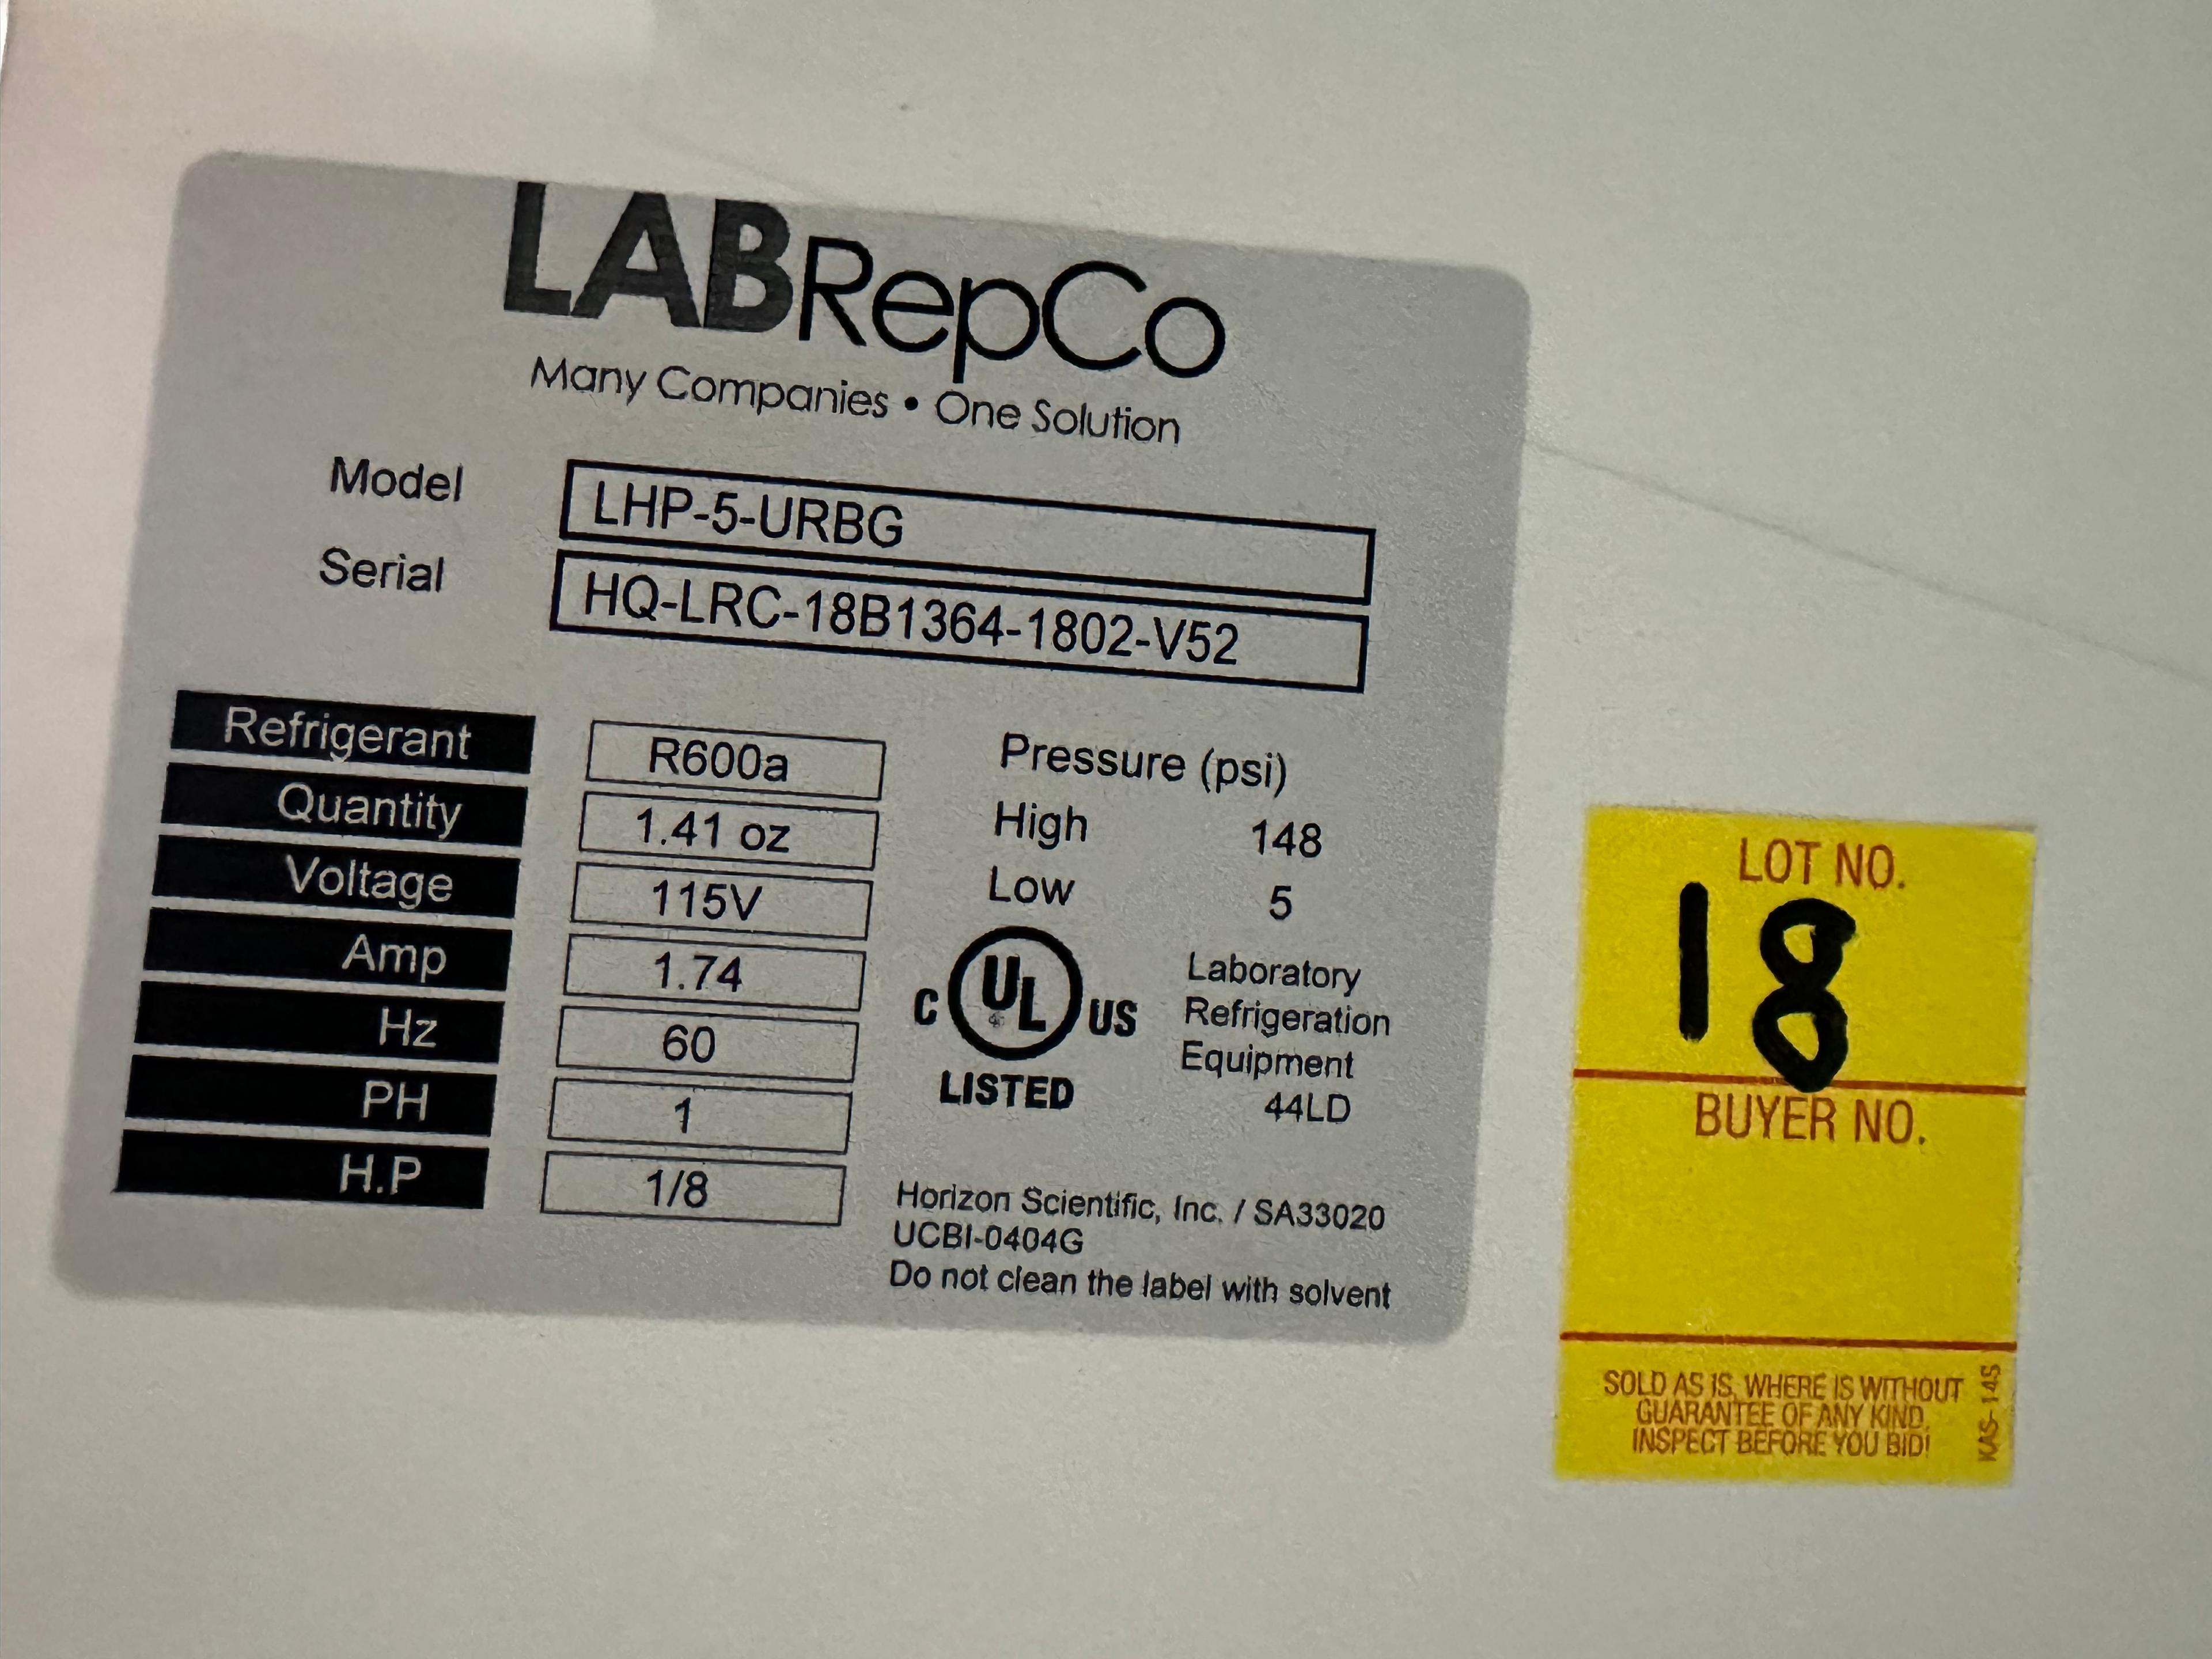 LABRepCo
Many Companies • One Solution
Model LHP-5-URBG
Serial HQ-LRC-18B1364-1802-V52
Refrigerant R600a
Quantity 1.41 oz
Voltage 115V
Amp 1.74
Hz 60
PH 1
H.P 1/8
Pressure (psi)
High 148
Low 5
C UL US
LISTED
Laboratory
Refrigeration
Equipment
44LD
Horizon Scientific, Inc. / SA33020
UCBI-0404G
Do not clean the label with solvent
LOT NO.
18
BUYER NO.
SOLD AS IS, WHERE IS WITHOUT
GUARANTEE OF ANY KIND.
INSPECT BEFORE YOU BID!
KAS-145